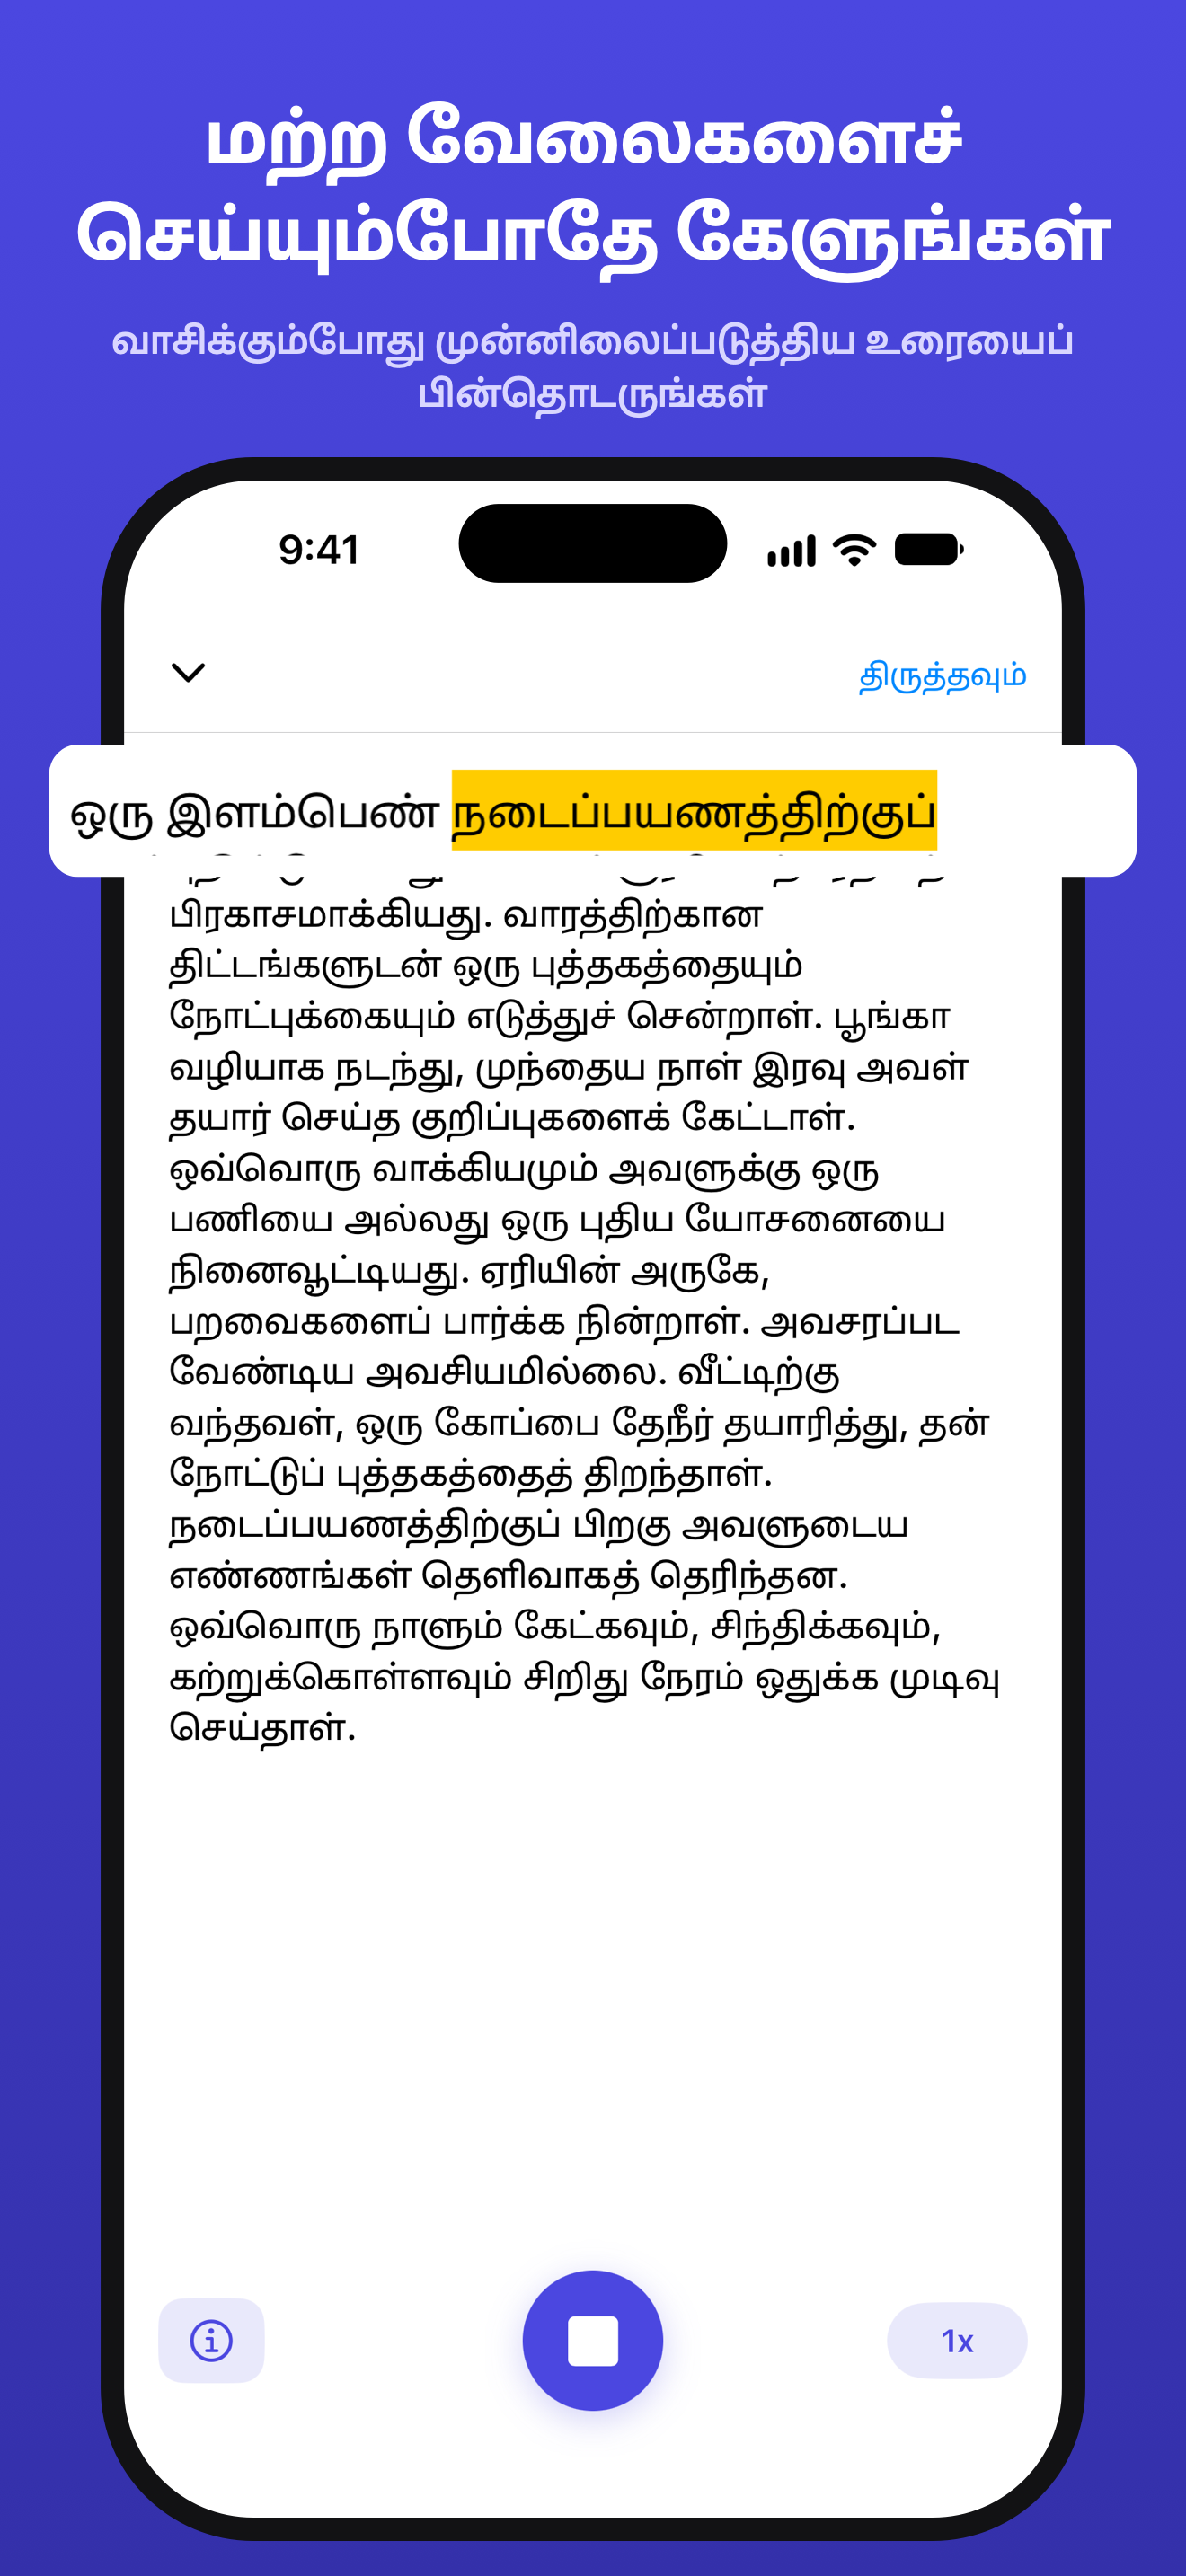 மற்ற வேலைகளைச்
செய்யும்போதே கேளுங்கள்
வாசிக்கும்போது முன்னிலைப்படுத்திய உரையைப்
பின்தொடருங்கள்
9:41
திருத்தவும்
ஒரு இளம்பெண் நடைப்பயணத்திற்குப்
பிரகாசமாக்கியது. வாரத்திற்கான
திட்டங்களுடன் ஒரு புத்தகத்தையும்
நோட்புக்கையும் எடுத்துச் சென்றாள். பூங்கா
வழியாக நடந்து, முந்தைய நாள் இரவு அவள்
தயார் செய்த குறிப்புகளைக் கேட்டாள்.
ஒவ்வொரு வாக்கியமும் அவளுக்கு ஒரு
பணியை அல்லது ஒரு புதிய யோசனையை
நினைவூட்டியது. ஏரியின் அருகே,
பறவைகளைப் பார்க்க நின்றாள். அவசரப்பட
வேண்டிய அவசியமில்லை. வீட்டிற்கு
வந்தவள், ஒரு கோப்பை தேநீர் தயாரித்து, தன்
நோட்டுப் புத்தகத்தைத் திறந்தாள்.
நடைப்பயணத்திற்குப் பிறகு அவளுடைய
எண்ணங்கள் தெளிவாகத் தெரிந்தன.
ஒவ்வொரு நாளும் கேட்கவும், சிந்திக்கவும்,
கற்றுக்கொள்ளவும் சிறிது நேரம் ஒதுக்க முடிவு
செய்தாள்.
1x